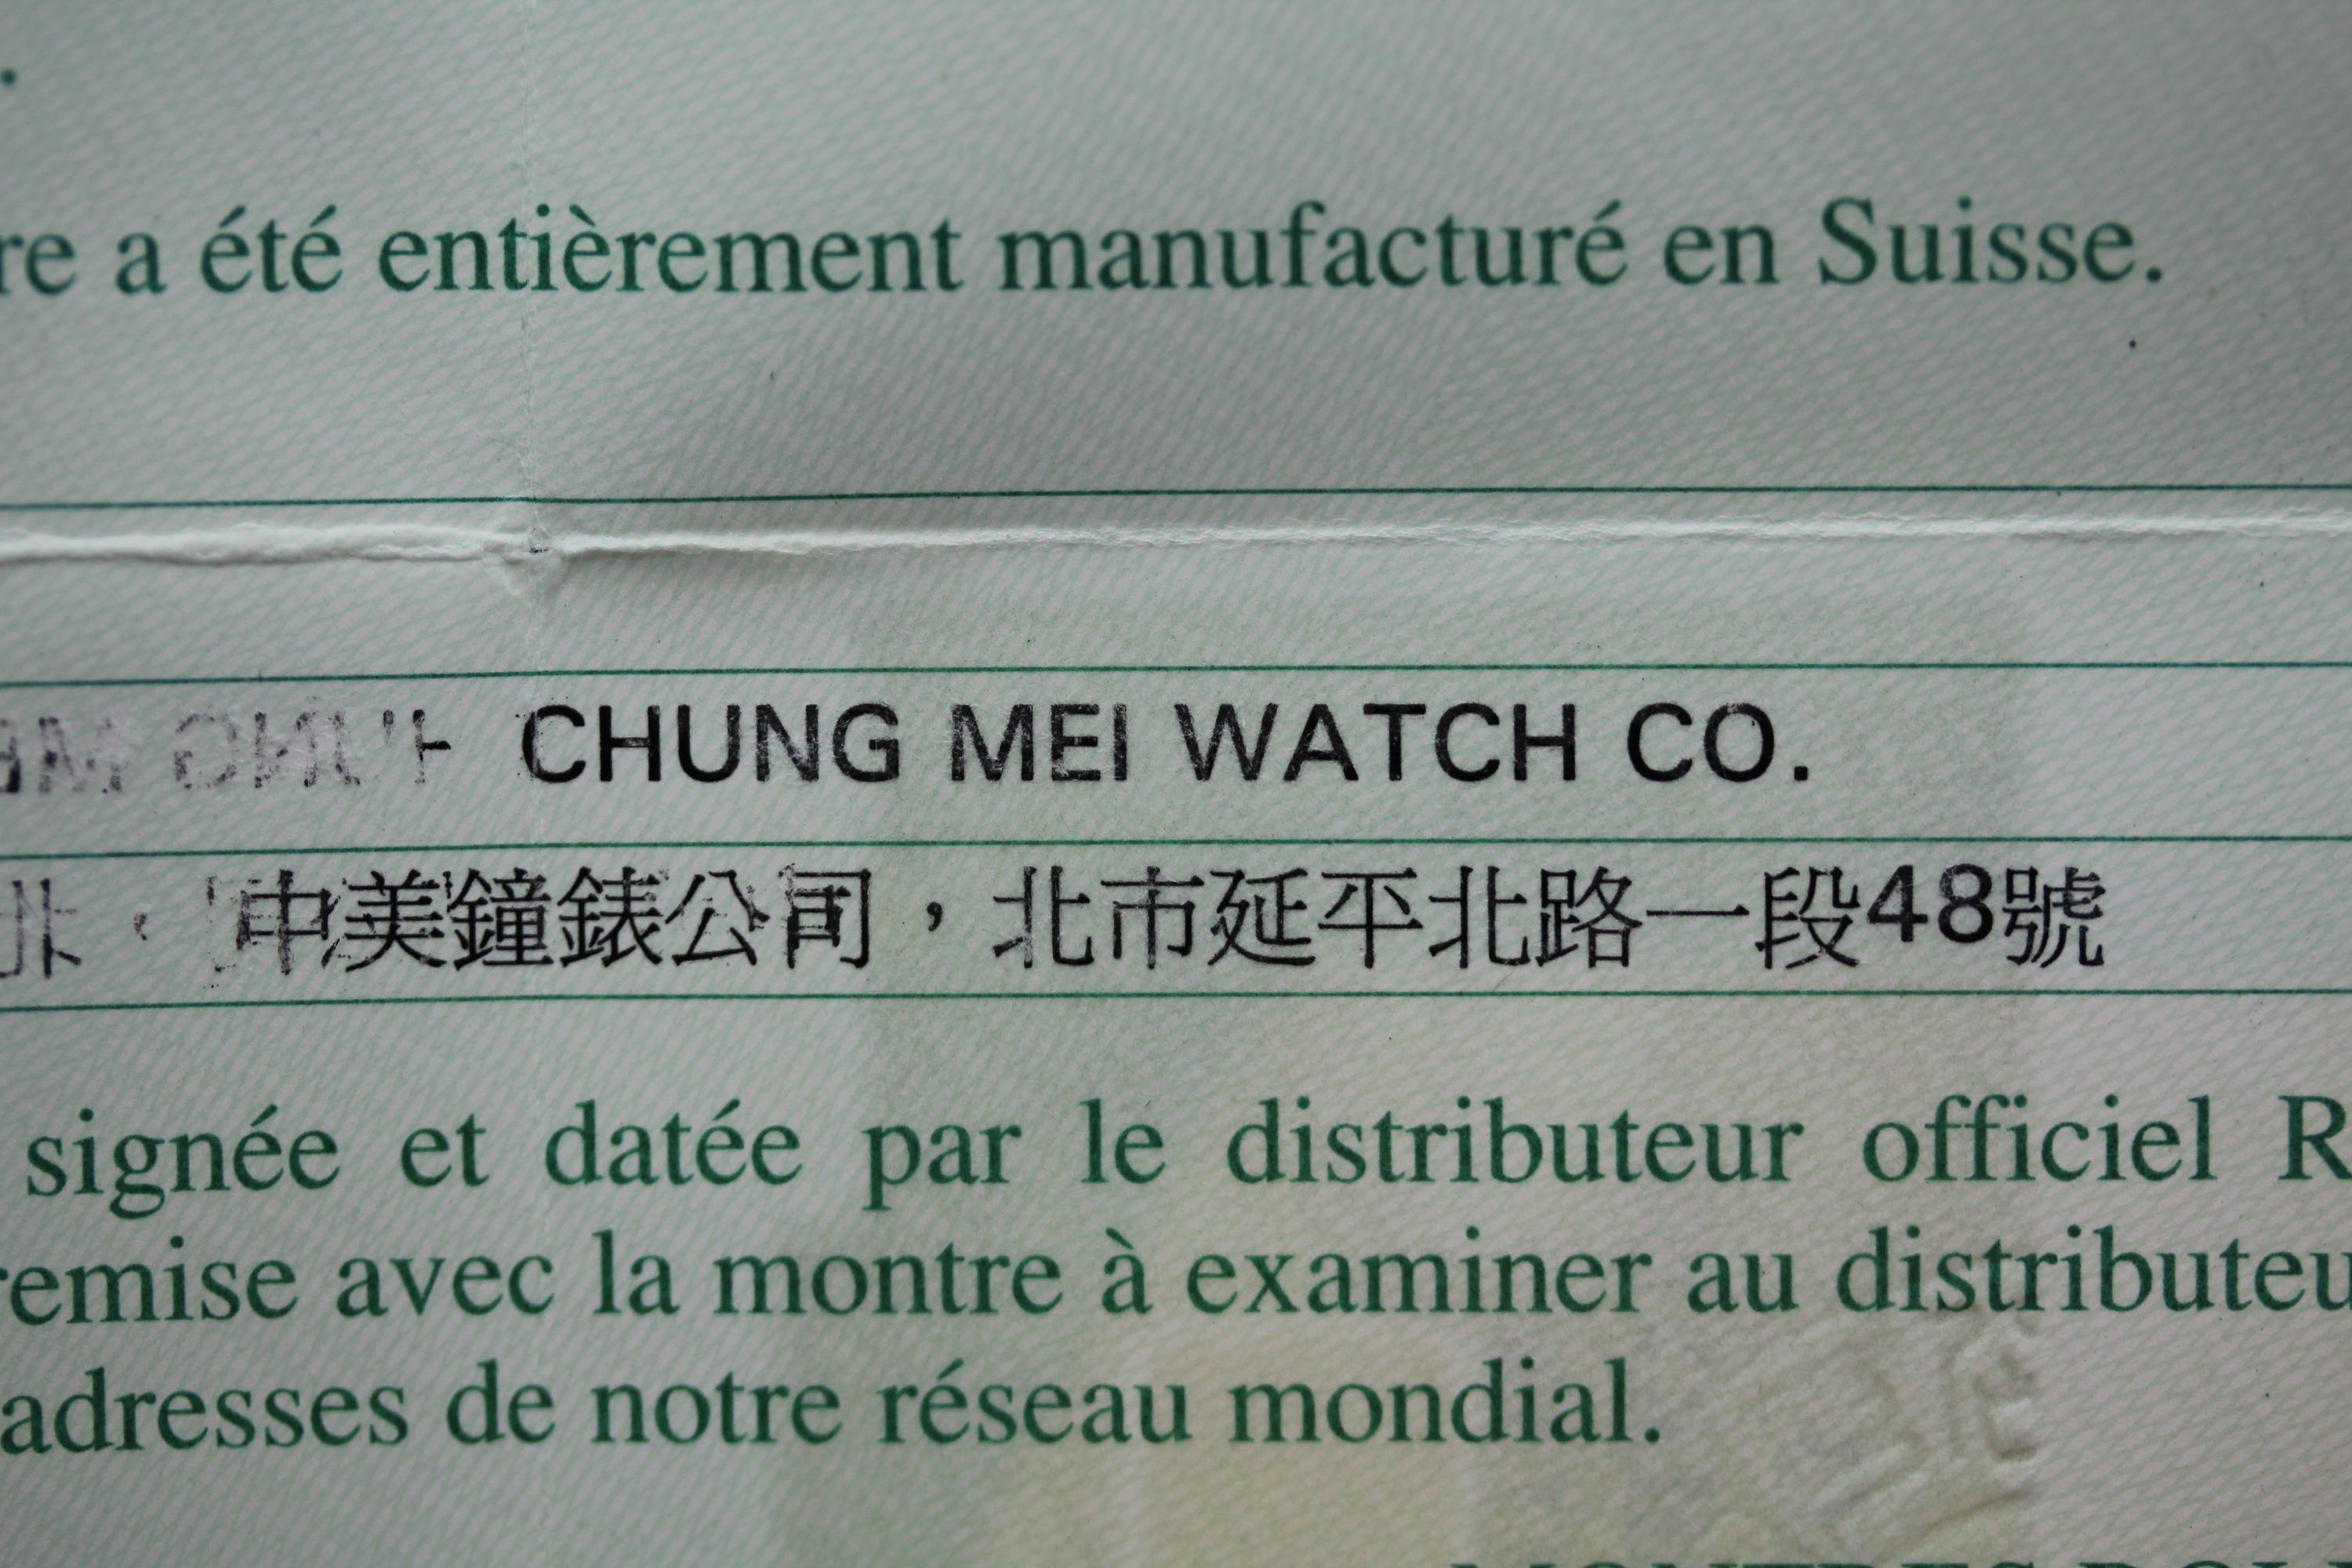 re a été entièrement manufacturé en Suisse.
CHUNG MEI WATCH CO.
中美鐘錶公司，北市延平北路一段48號
signée et datée par le distributeur officiel R
remise avec la montre à examiner au distributeu
adresses de notre réseau mondial.